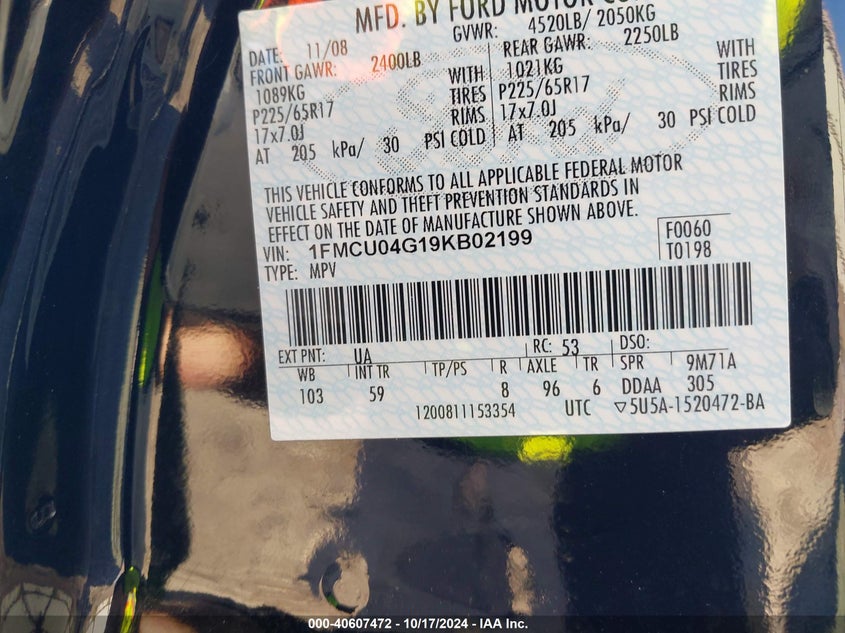 MFD. BY FORD MOTOR CO
DATE: 11/08 GVWR: 4520LB/ 2050KG
FRONT GAWR: 2400LB REAR GAWR: 2250LB
1089KG WITH 1021KG WITH
P225/65R17 TIRES P225/65R17 TIRES
17x7.0J RIMS 17x7.0J RIMS
AT 205 kPa/ 30 PSI COLD AT 205 kPa/ 30 PSI COLD
THIS VEHICLE CONFORMS TO ALL APPLICABLE FEDERAL MOTOR
VEHICLE SAFETY AND THEFT PREVENTION STANDARDS IN
EFFECT ON THE DATE OF MANUFACTURE SHOWN ABOVE.
VIN: 1FMCU04G19KB02199 F0060
TYPE: MPV T0198
EXT PNT: UA RC: 53 DSO:
WB INT TR TP/PS R AXLE TR SPR 9M71A
103 59 8 96 6 DDAA 305
1200811153354 UTC ▽5U5A-1520472-BA
000-40607472 - 10/17/2024 - IAA Inc.